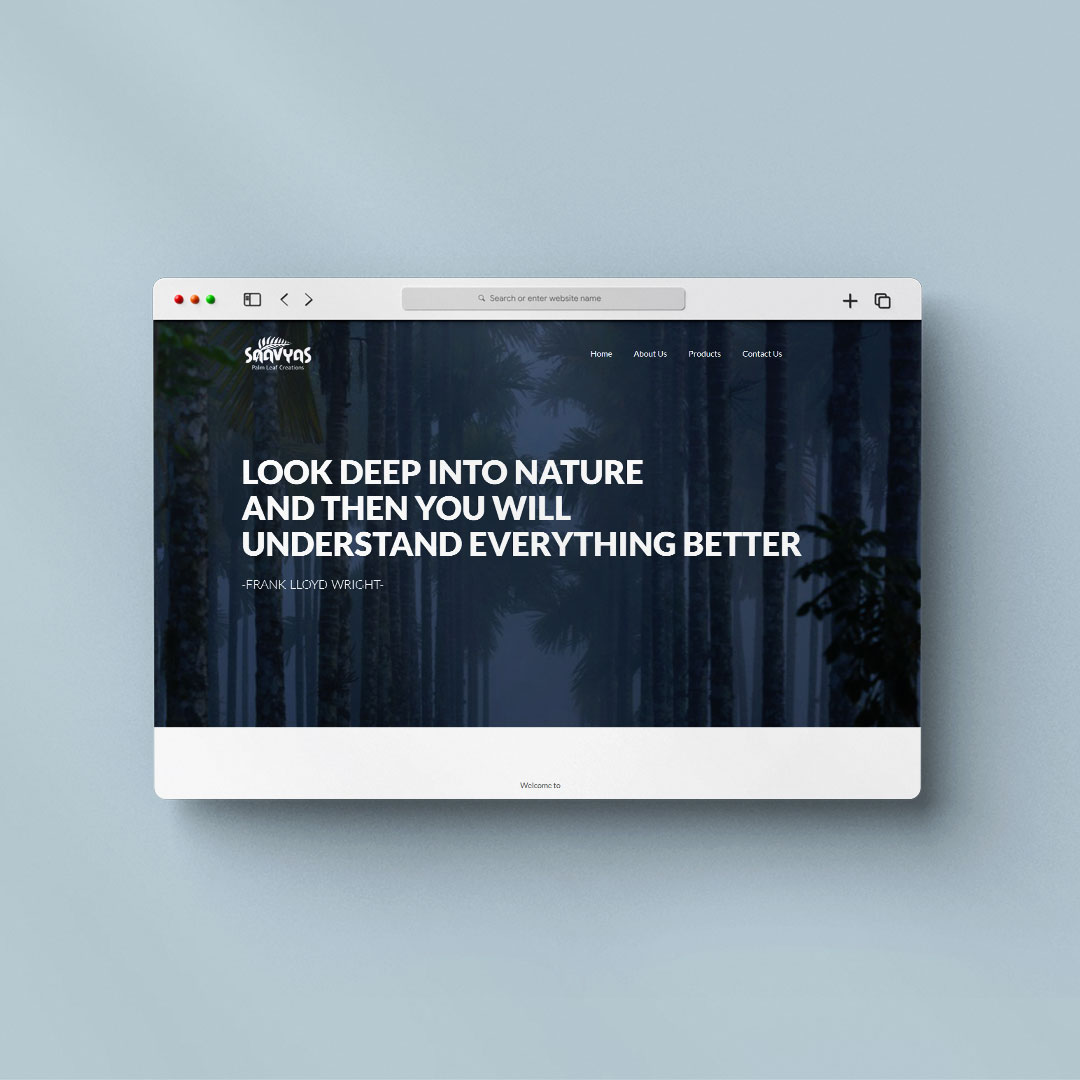 Search or enter website name
SAAVYAS
Palm Leaf Creations
Home
About Us
Products
Contact Us
LOOK DEEP INTO NATURE
AND THEN YOU WILL
UNDERSTAND EVERYTHING BETTER
-FRANK LLOYD WRIGHT-
Welcome to